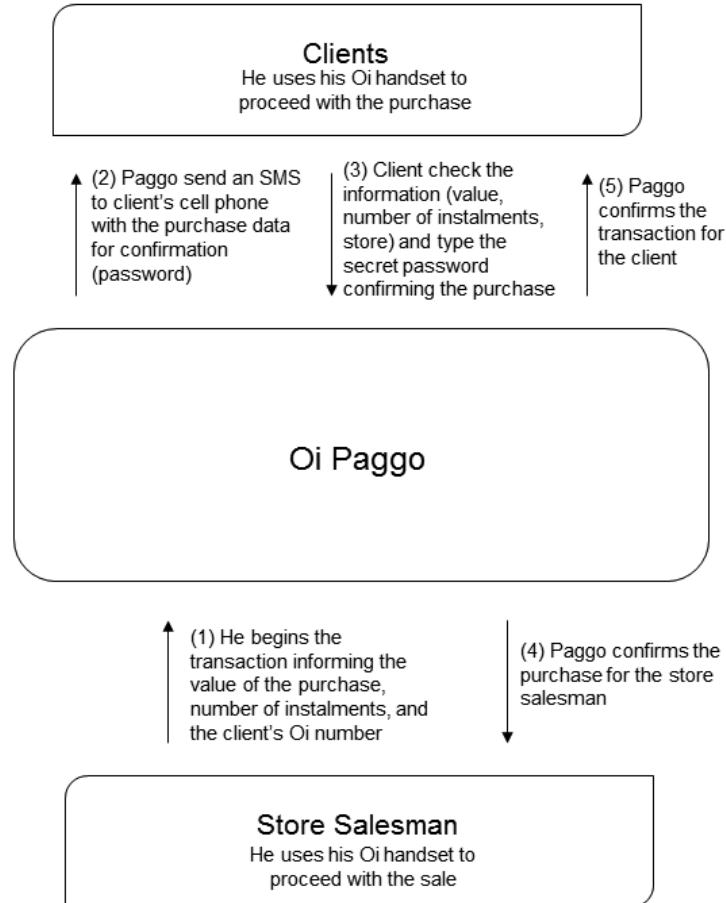 Clients
He uses his Oi handset to
proceed with the purchase
(2) Paggo send an SMS
to client's cell phone
with the purchase data
for confirmation
(password)
(3) Client check the
information (value,
number of instalments,
store) and type the
secret password
confirming the purchase
(5) Paggo
confirms the
transaction for
the client
Oi Paggo
(1) He begins the
transaction informing the
value of the purchase,
number of instalments, and
the client's Oi number
(4) Paggo confirms the
purchase for the store
salesman
Store Salesman
He uses his Oi handset to
proceed with the sale